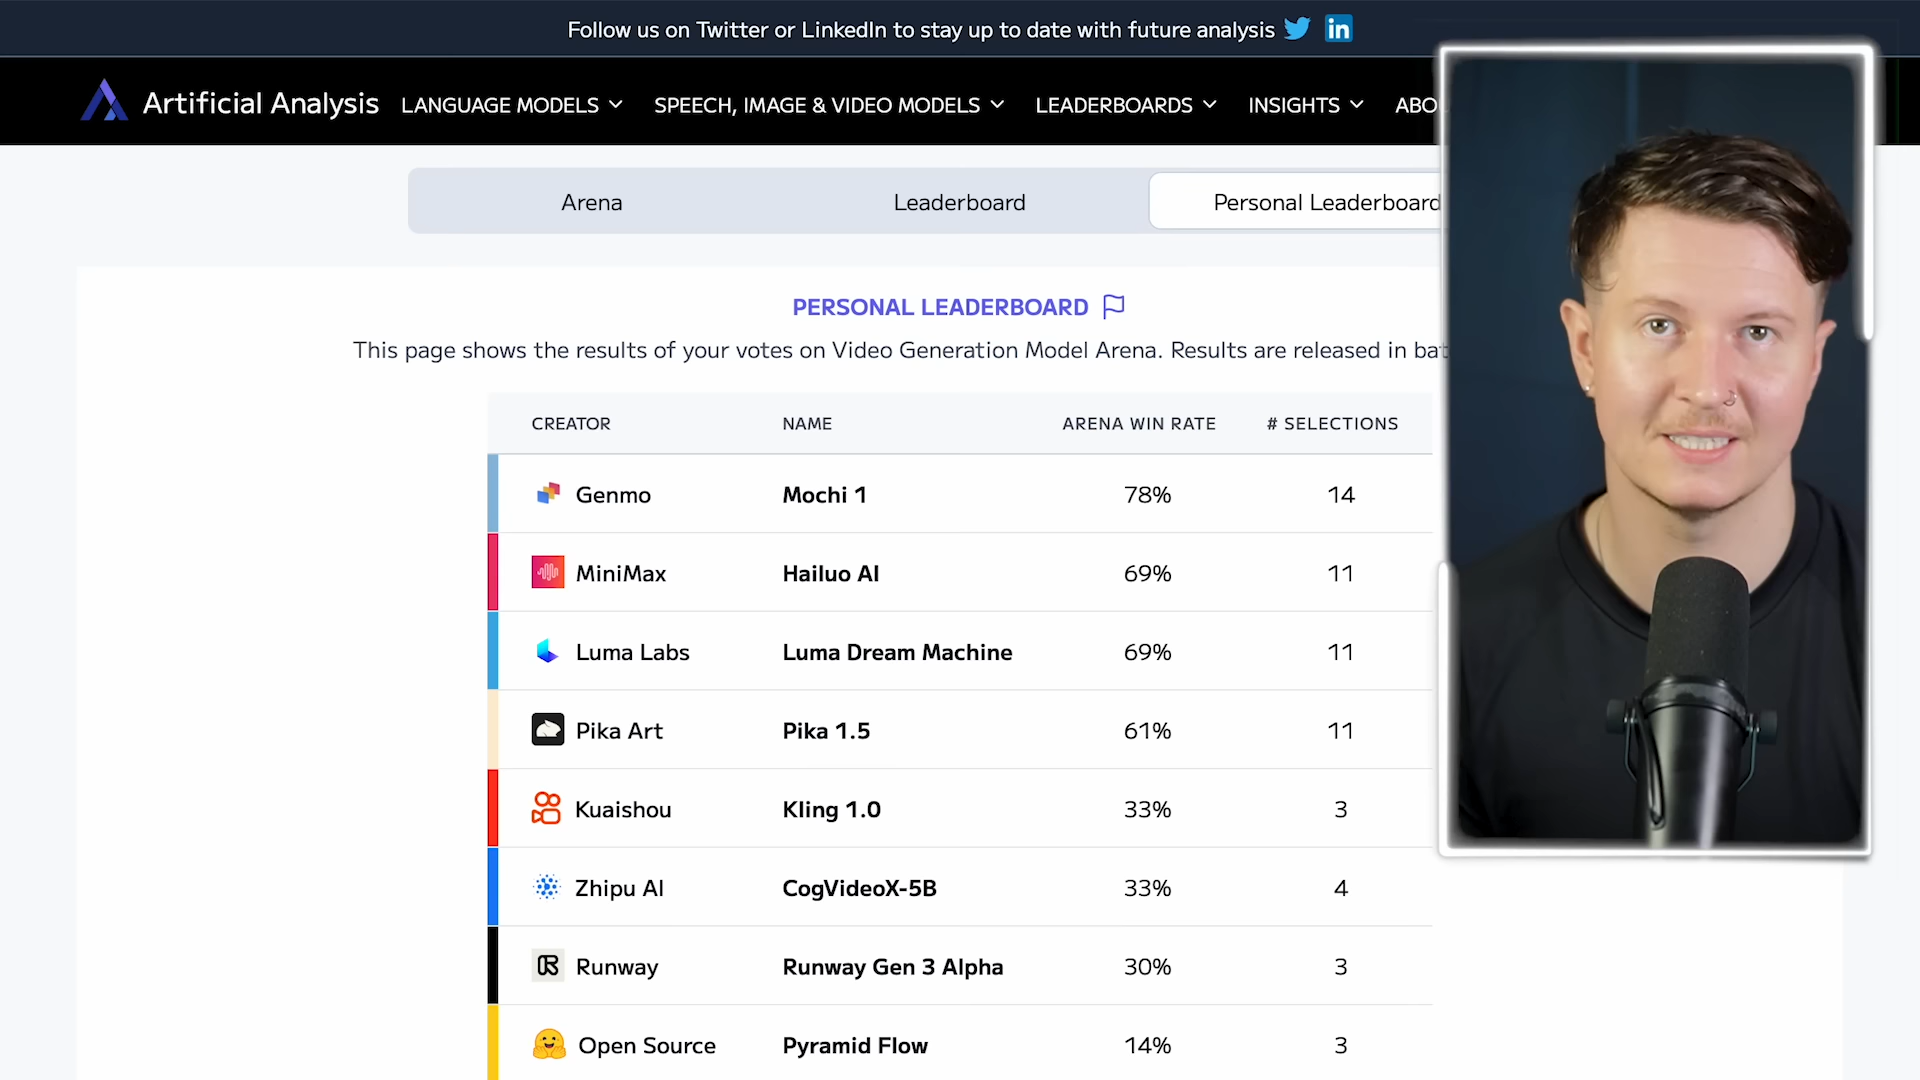 Follow us on Twitter or LinkedIn to stay up to date with future analysis
Artificial Analysis LANGUAGE MODELS SPEECH, IMAGE & VIDEO MODELS LEADERBOARDS INSIGHTS ABO
Arena Leaderboard Personal Leaderboard
PERSONAL LEADERBOARD
This page shows the results of your votes on Video Generation Model Arena. Results are released in bat
CREATOR NAME ARENA WIN RATE # SELECTIONS
Genmo Mochi 1 78% 14
MiniMax Hailuo AI 69% 11
Luma Labs Luma Dream Machine 69% 11
Pika Art Pika 1.5 61% 11
Kuaishou Kling 1.0 33% 3
Zhipu AI CogVideoX-5B 33% 4
Runway Runway Gen 3 Alpha 30% 3
Open Source Pyramid Flow 14% 3